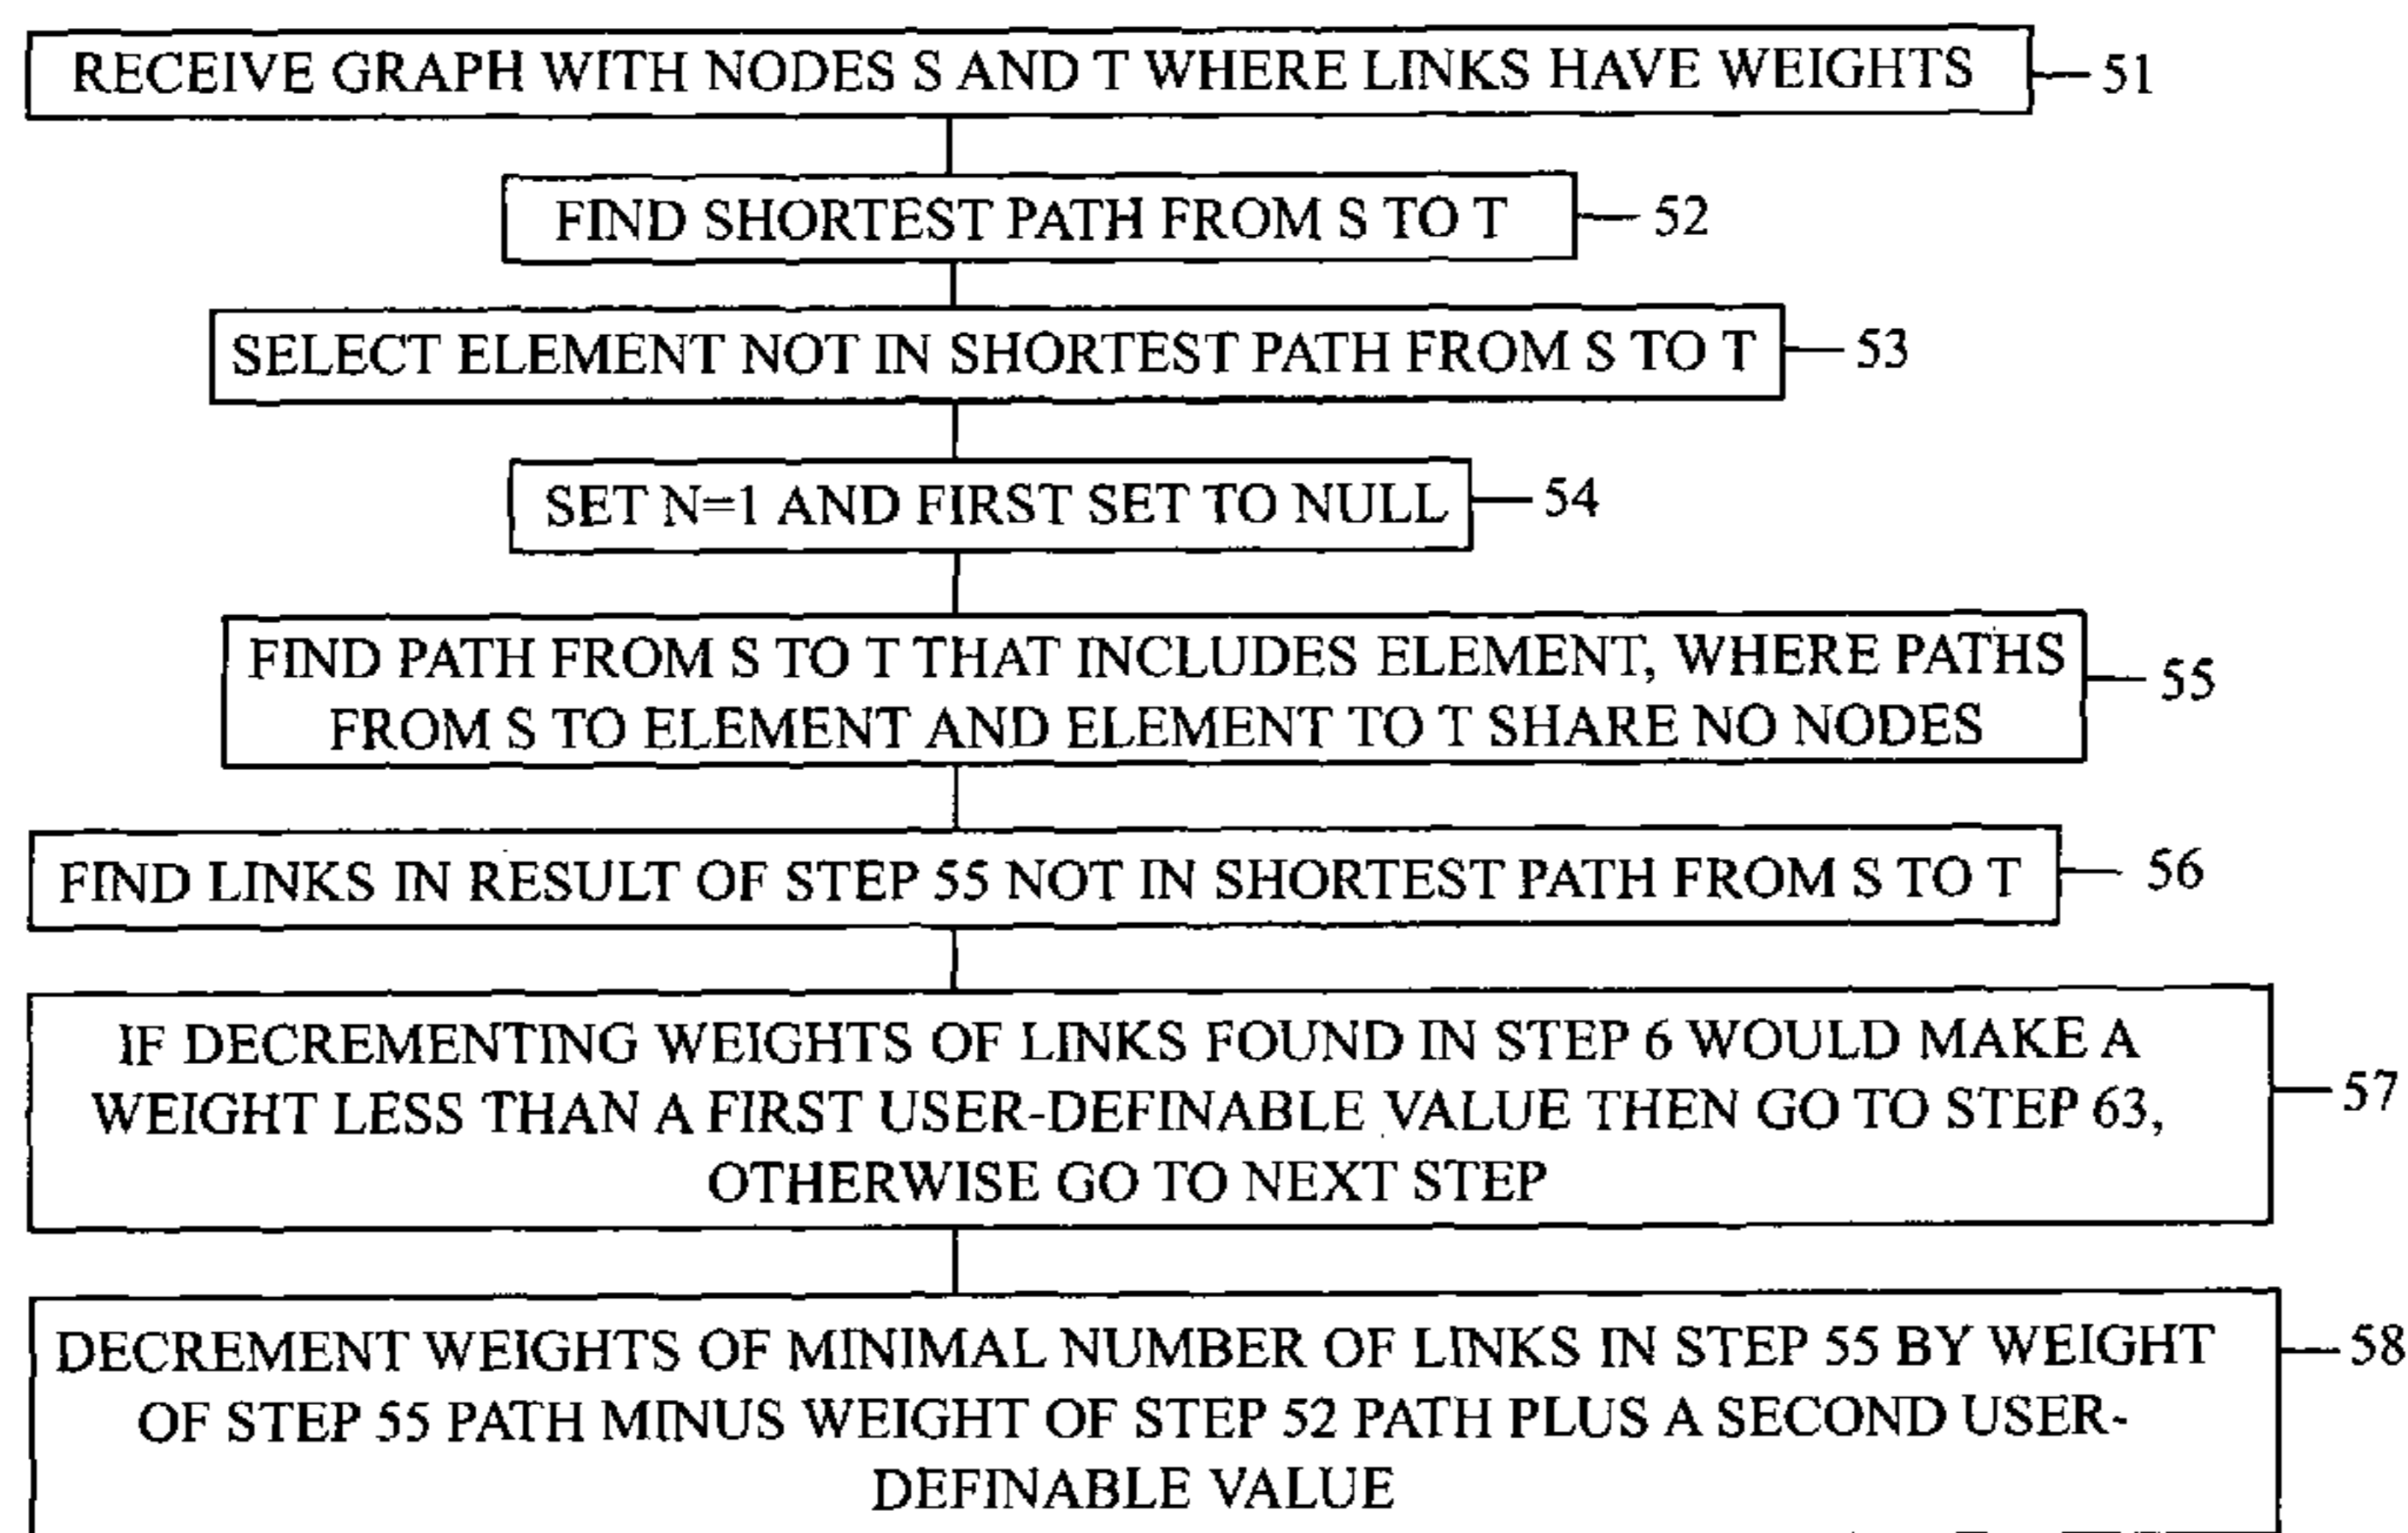 RECEIVE GRAPH WITH NODES S AND T WHERE LINKS HAVE WEIGHTS 51
FIND SHORTEST PATH FROM S TO T 52
SELECT ELEMENT NOT IN SHORTEST PATH FROM S TO T 53
SET N=1 AND FIRST SET TO NULL 54
FIND PATH FROM S TO T THAT INCLUDES ELEMENT, WHERE PATHS
FROM S TO ELEMENT AND ELEMENT TO T SHARE NO NODES
55
FIND LINKS IN RESULT OF STEP 55 NOT IN SHORTEST PATH FROM S TO T 56
IF DECREMENTING WEIGHTS OF LINKS FOUND IN STEP 6 WOULD MAKE A
WEIGHT LESS THAN A FIRST USER-DEFINABLE VALUE THEN GO TO STEP 63,
OTHERWISE GO TO NEXT STEP
57
DECREMENT WEIGHTS OF MINIMAL NUMBER OF LINKS IN STEP 55 BY WEIGHT
OF STEP 55 PATH MINUS WEIGHT OF STEP 52 PATH PLUS A SECOND USER-
DEFINABLE VALUE
58